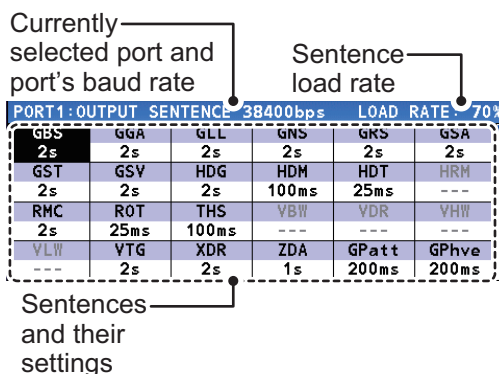 Currently
selected port and
port's baud rate
Sentence
load rate
PORT1:OUTPUT SENTENCE 38400bps LOAD RATE: 70%
GBS GGA GLL GNS GRS GSA
2s 2s 2s 2s 2s 2s
GST GSV HDG HDM HDT HRM
2s 2s 2s 100ms 25ms ---
RMC ROT THS VBW VDR VHW
2s 25ms 100ms --- --- ---
VLW VTG XDR ZDA GPatt GPhve
--- 2s 2s 1s 200ms 200ms
Sentences
and their
settings